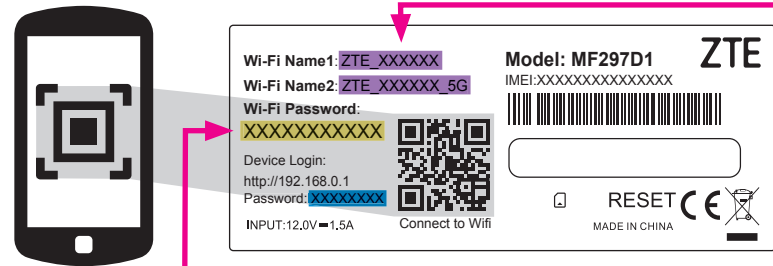 Wi-Fi Name1: ZTE_XXXXXX
Wi-Fi Name2: ZTE_XXXXXX_5G
Wi-Fi Password:
XXXXXXXXXXX
Device Login:
http://192.168.0.1
Password: XXXXXXXX
INPUT:12.0V⎓1.5A
Connect to Wifi
Model: MF297D1
ZTE
IMEI:XXXXXXXXXXXXXXX
RESET
CE
MADE IN CHINA